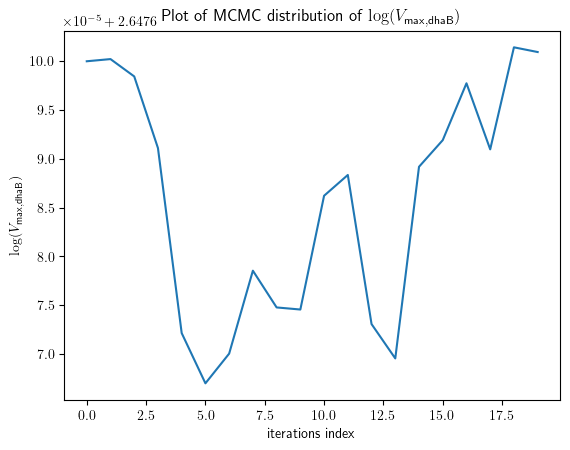 ×10⁻⁵ + 2.6476 Plot of MCMC distribution of log(V_max,dhaB)
10.0
9.5
9.0
8.5
8.0
7.5
7.0
log(V_max,dhaB)
0.0 2.5 5.0 7.5 10.0 12.5 15.0 17.5
iterations index